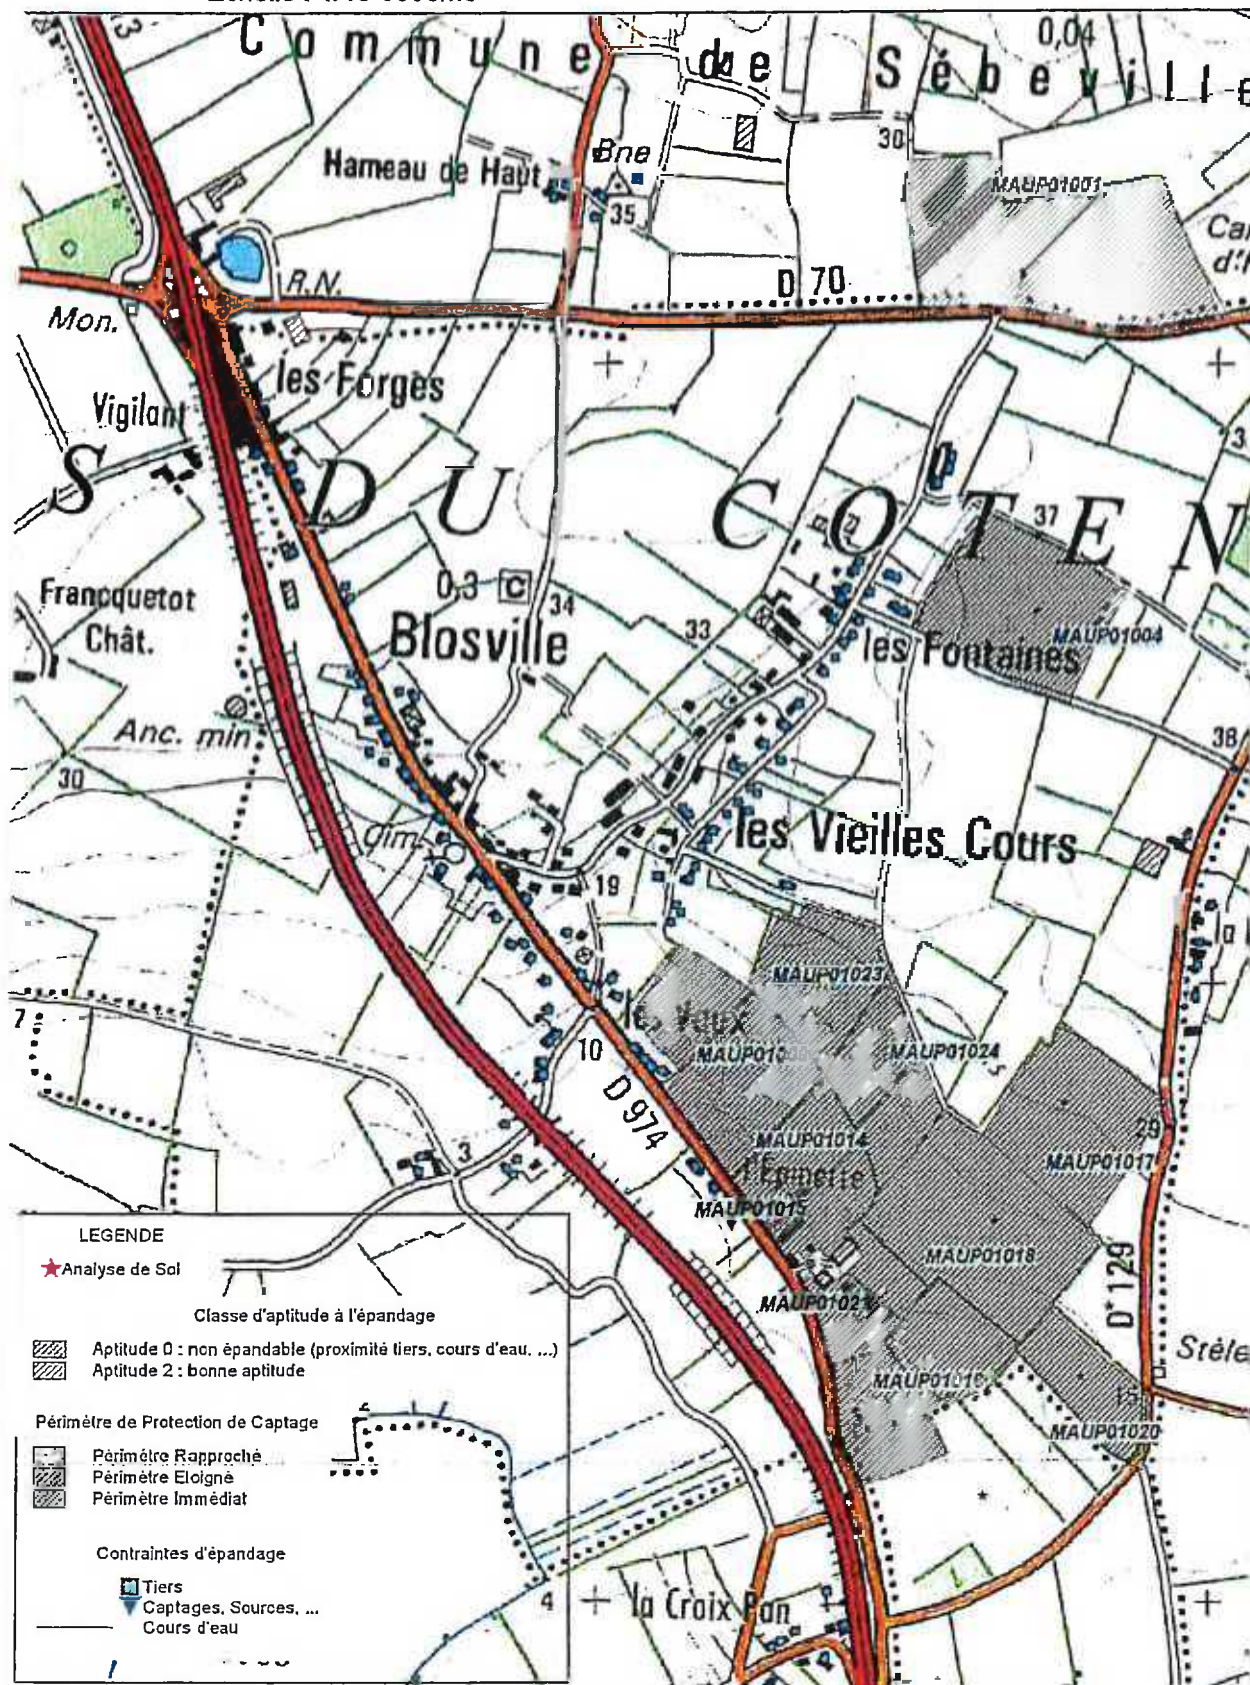 Commune de Sébeville
0,04
30
Bne
Hameau de Haut
MAUP01001
35
D 70
R.N.
Mon.
les Forges
Vigilant
S DU COTEN
37
0,3
C
34
Francquetot
Chât.
Blosville
33
les Fontaines
MAUP01004
Anc. min
38
30
les Vieilles Cours
19
MAUP01023
les Vaux
7
10
MAUP01024
D 974
MAUP01014
29
l'Epinette
MAUP01017
3
MAUP01015
MAUP01018
D 129
MAUP01021
Stèle
MAUP01020
LEGENDE
Analyse de Sol
Classe d'aptitude à l'épandage
Aptitude 0 : non épandable (proximité tiers, cours d'eau, ...)
Aptitude 2 : bonne aptitude
Périmètre de Protection de Captage
Périmètre Rapproché
Périmètre Eloigné
Périmètre Immédiat
Contraintes d'épandage
Tiers
Captages, Sources, ...
Cours d'eau
4
la Croix Pan